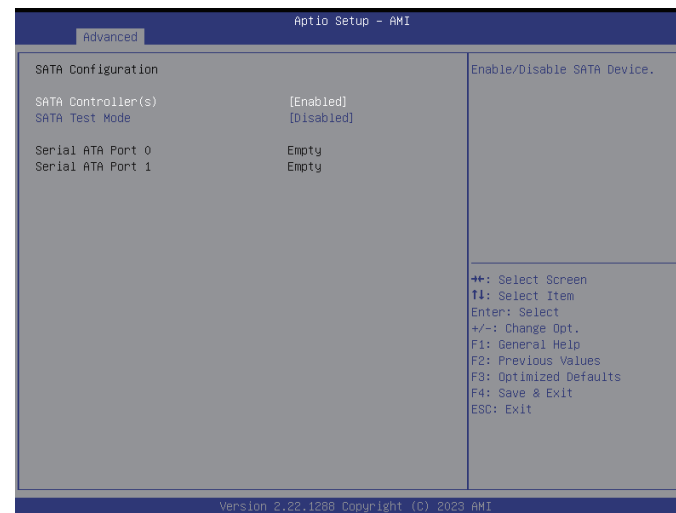 Aptio Setup – AMI
Advanced
SATA Configuration
SATA Controller(s) [Enabled]
SATA Test Mode [Disabled]
Serial ATA Port 0 Empty
Serial ATA Port 1 Empty
Enable/Disable SATA Device.
→←: Select Screen
↑↓: Select Item
Enter: Select
+/-: Change Opt.
F1: General Help
F2: Previous Values
F3: Optimized Defaults
F4: Save & Exit
ESC: Exit
Version 2.22.1288 Copyright (C) 2023 AMI